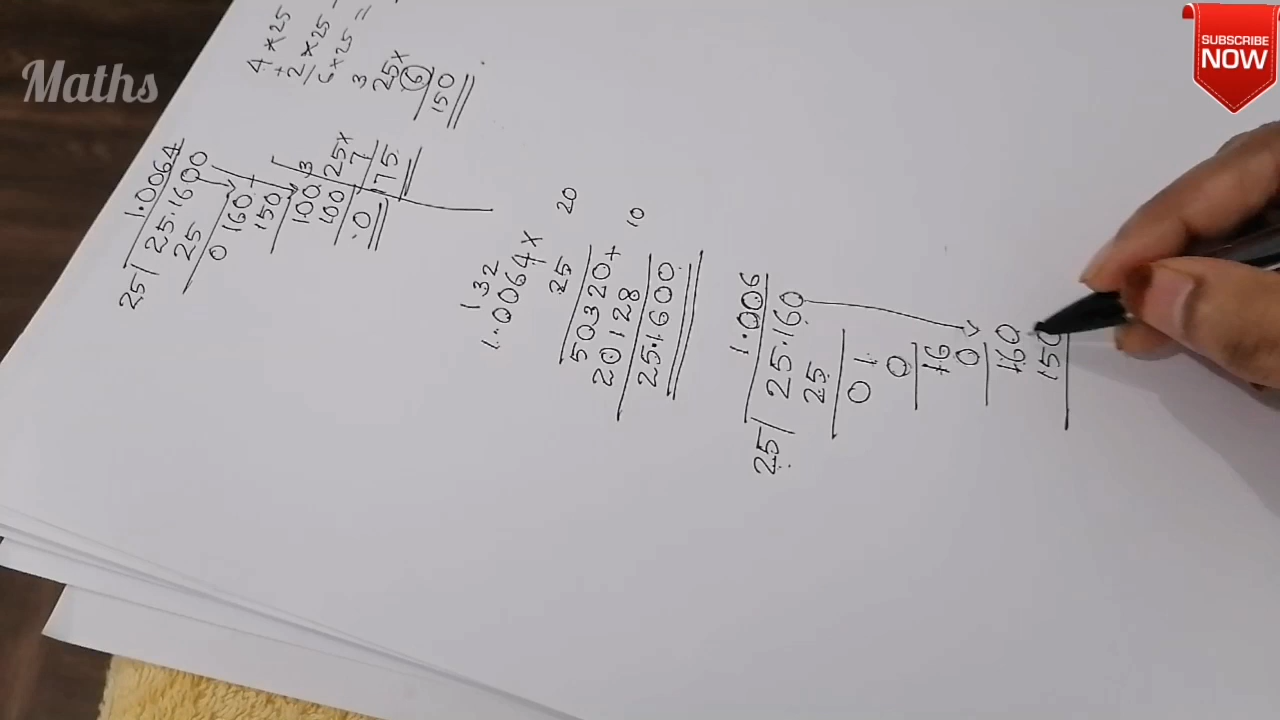 Maths
SUBSCRIBE
NOW
4 × 25
+ 2 × 25 -
6 × 25 =
3
25 ×
6
150
1.0064
25 | 25.1600
25
0 160 -
150
100
100
.0
3
25 ×
7
175
1 3 2
1.0064 ×
25
50320 +
20128
25.1600
20
10
1.006
25 | 25.160
25
0 1
0
16
0
160
150